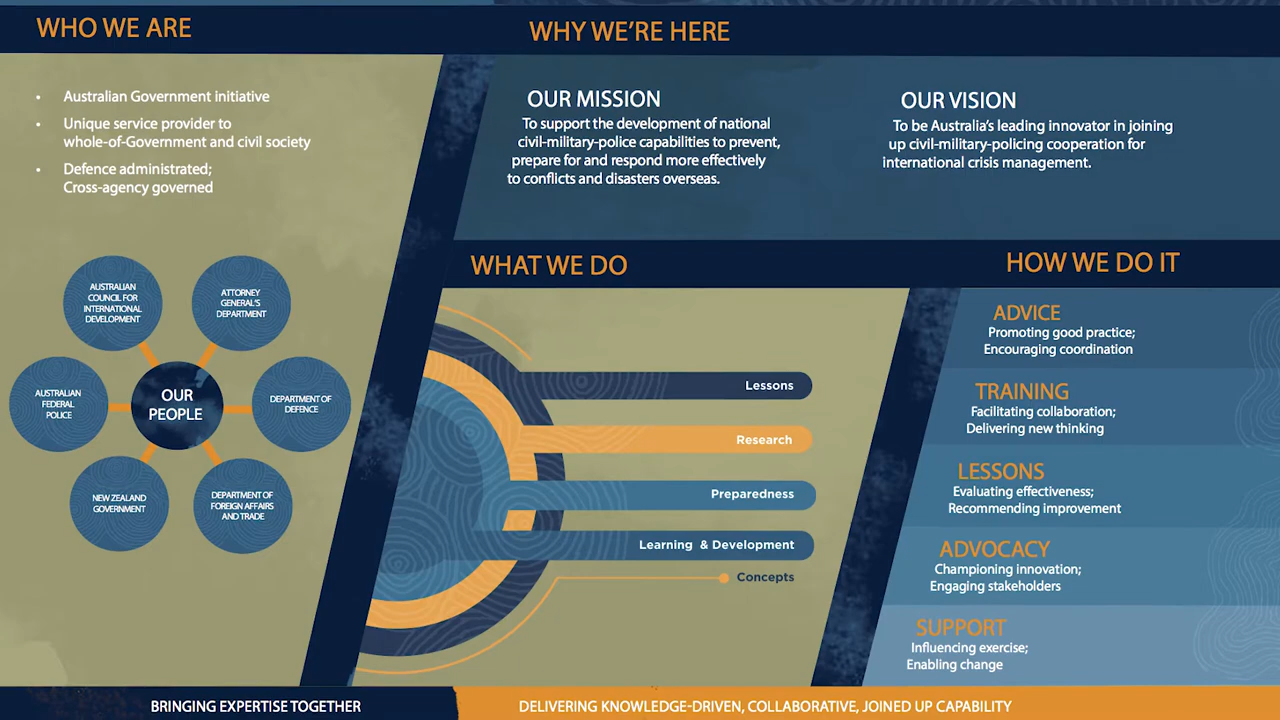 WHO WE ARE
• Australian Government initiative
• Unique service provider to
whole-of-Government and civil society
• Defence administrated;
Cross-agency governed
AUSTRALIAN
COUNCIL FOR
INTERNATIONAL
DEVELOPMENT
ATTORNEY
GENERAL'S
DEPARTMENT
AUSTRALIAN
FEDERAL
POLICE
OUR
PEOPLE
DEPARTMENT OF
DEFENCE
NEW ZEALAND
GOVERNMENT
DEPARTMENT OF
FOREIGN AFFAIRS
AND TRADE
WHY WE'RE HERE
OUR MISSION
To support the development of national
civil-military-police capabilities to prevent,
prepare for and respond more effectively
to conflicts and disasters overseas.
OUR VISION
To be Australia's leading innovator in joining
up civil-military-policing cooperation for
international crisis management.
WHAT WE DO
Lessons
Research
Preparedness
Learning & Development
Concepts
HOW WE DO IT
ADVICE
Promoting good practice;
Encouraging coordination
TRAINING
Facilitating collaboration;
Delivering new thinking
LESSONS
Evaluating effectiveness;
Recommending improvement
ADVOCACY
Championing innovation;
Engaging stakeholders
SUPPORT
Influencing exercise;
Enabling change
BRINGING EXPERTISE TOGETHER
DELIVERING KNOWLEDGE-DRIVEN, COLLABORATIVE, JOINED UP CAPABILITY